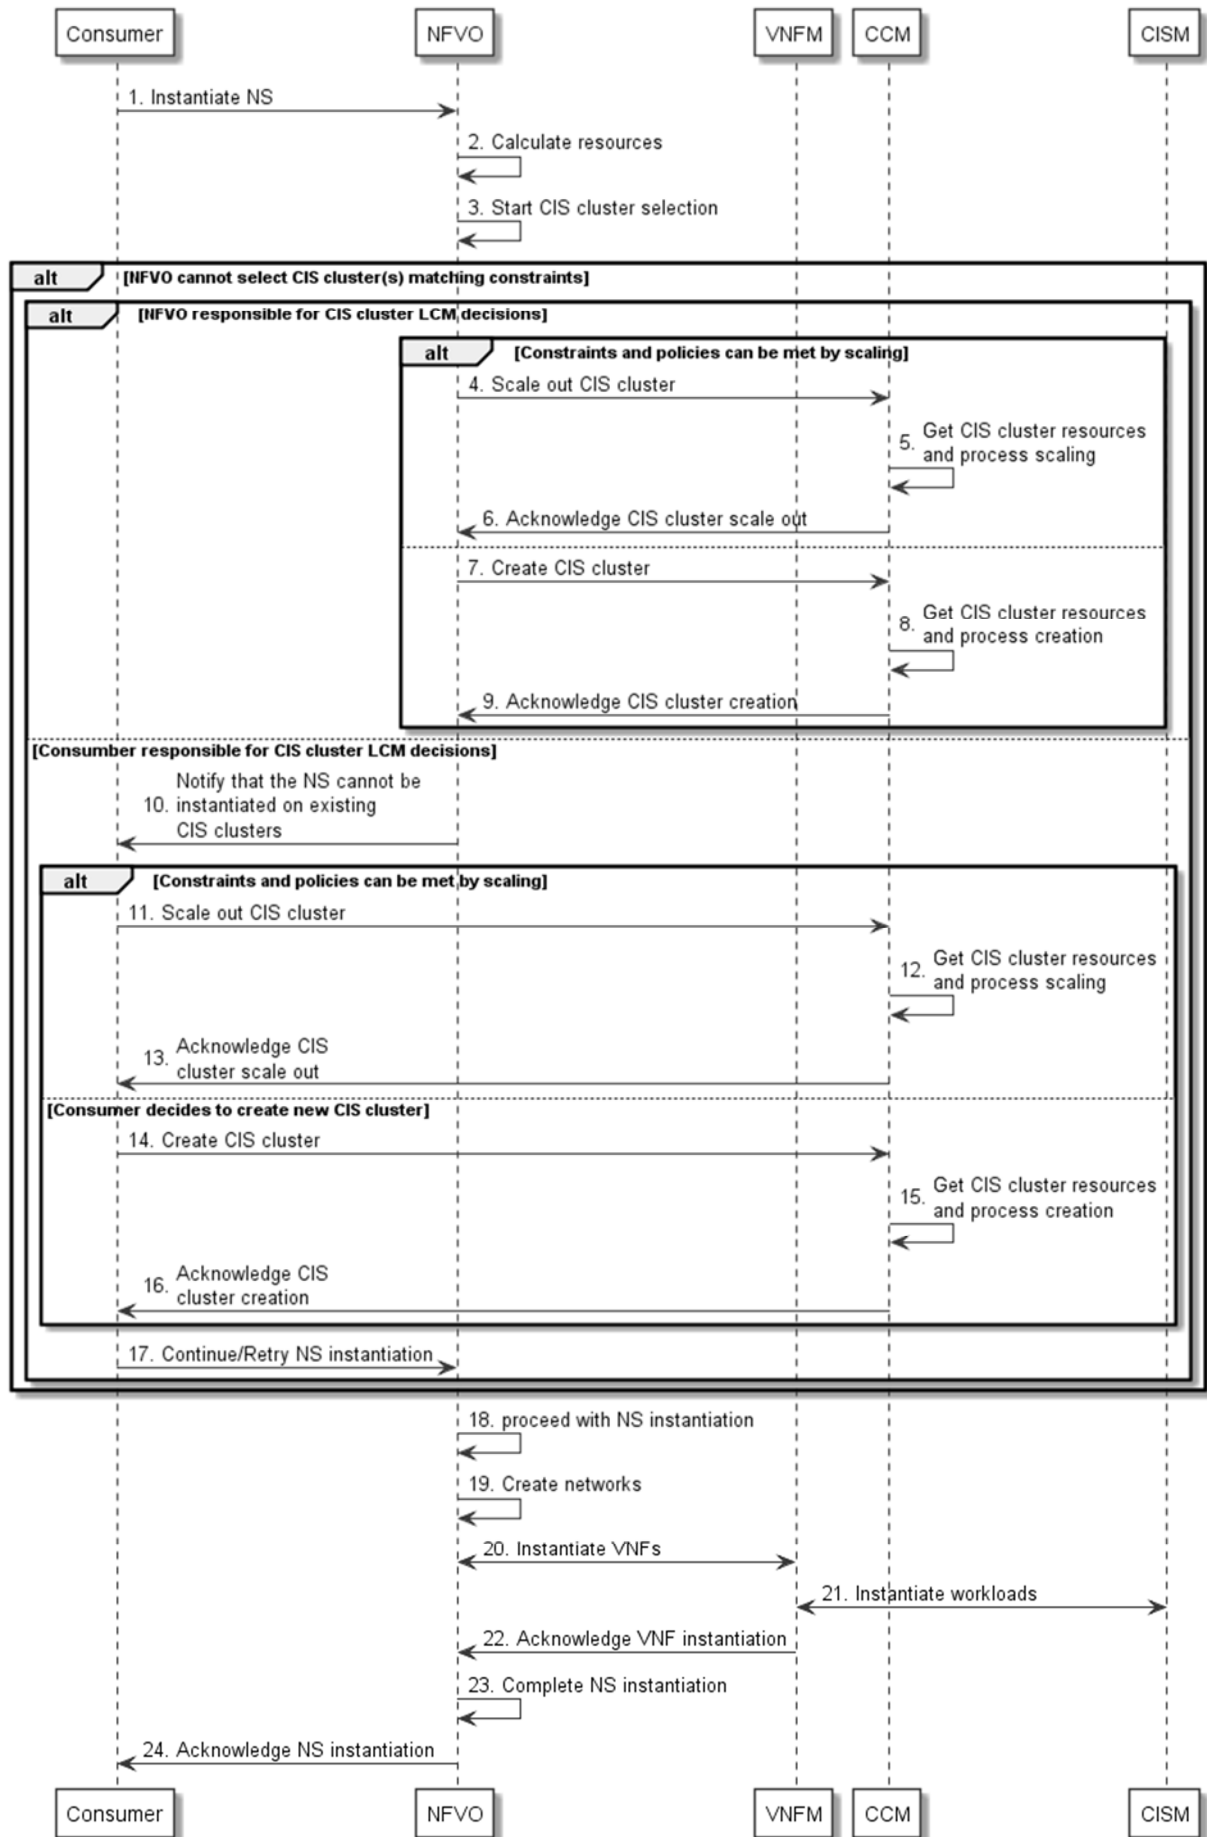 Consumer NFVO VNFM CCM CISM
1. Instantiate NS
2. Calculate resources
3. Start CIS cluster selection
alt [NFVO cannot select CIS cluster(s) matching constraints]
alt [NFVO responsible for CIS cluster LCM decisions]
alt [Constraints and policies can be met by scaling]
4. Scale out CIS cluster
5. Get CIS cluster resources
and process scaling
6. Acknowledge CIS cluster scale out
7. Create CIS cluster
8. Get CIS cluster resources
and process creation
9. Acknowledge CIS cluster creation
[Consumber responsible for CIS cluster LCM decisions]
10. Notify that the NS cannot be
instantiated on existing
CIS clusters
alt [Constraints and policies can be met by scaling]
11. Scale out CIS cluster
12. Get CIS cluster resources
and process scaling
13. Acknowledge CIS
cluster scale out
[Consumer decides to create new CIS cluster]
14. Create CIS cluster
15. Get CIS cluster resources
and process creation
16. Acknowledge CIS
cluster creation
17. Continue/Retry NS instantiation
18. proceed with NS instantiation
19. Create networks
20. Instantiate VNFs
21. Instantiate workloads
22. Acknowledge VNF instantiation
23. Complete NS instantiation
24. Acknowledge NS instantiation
Consumer NFVO VNFM CCM CISM